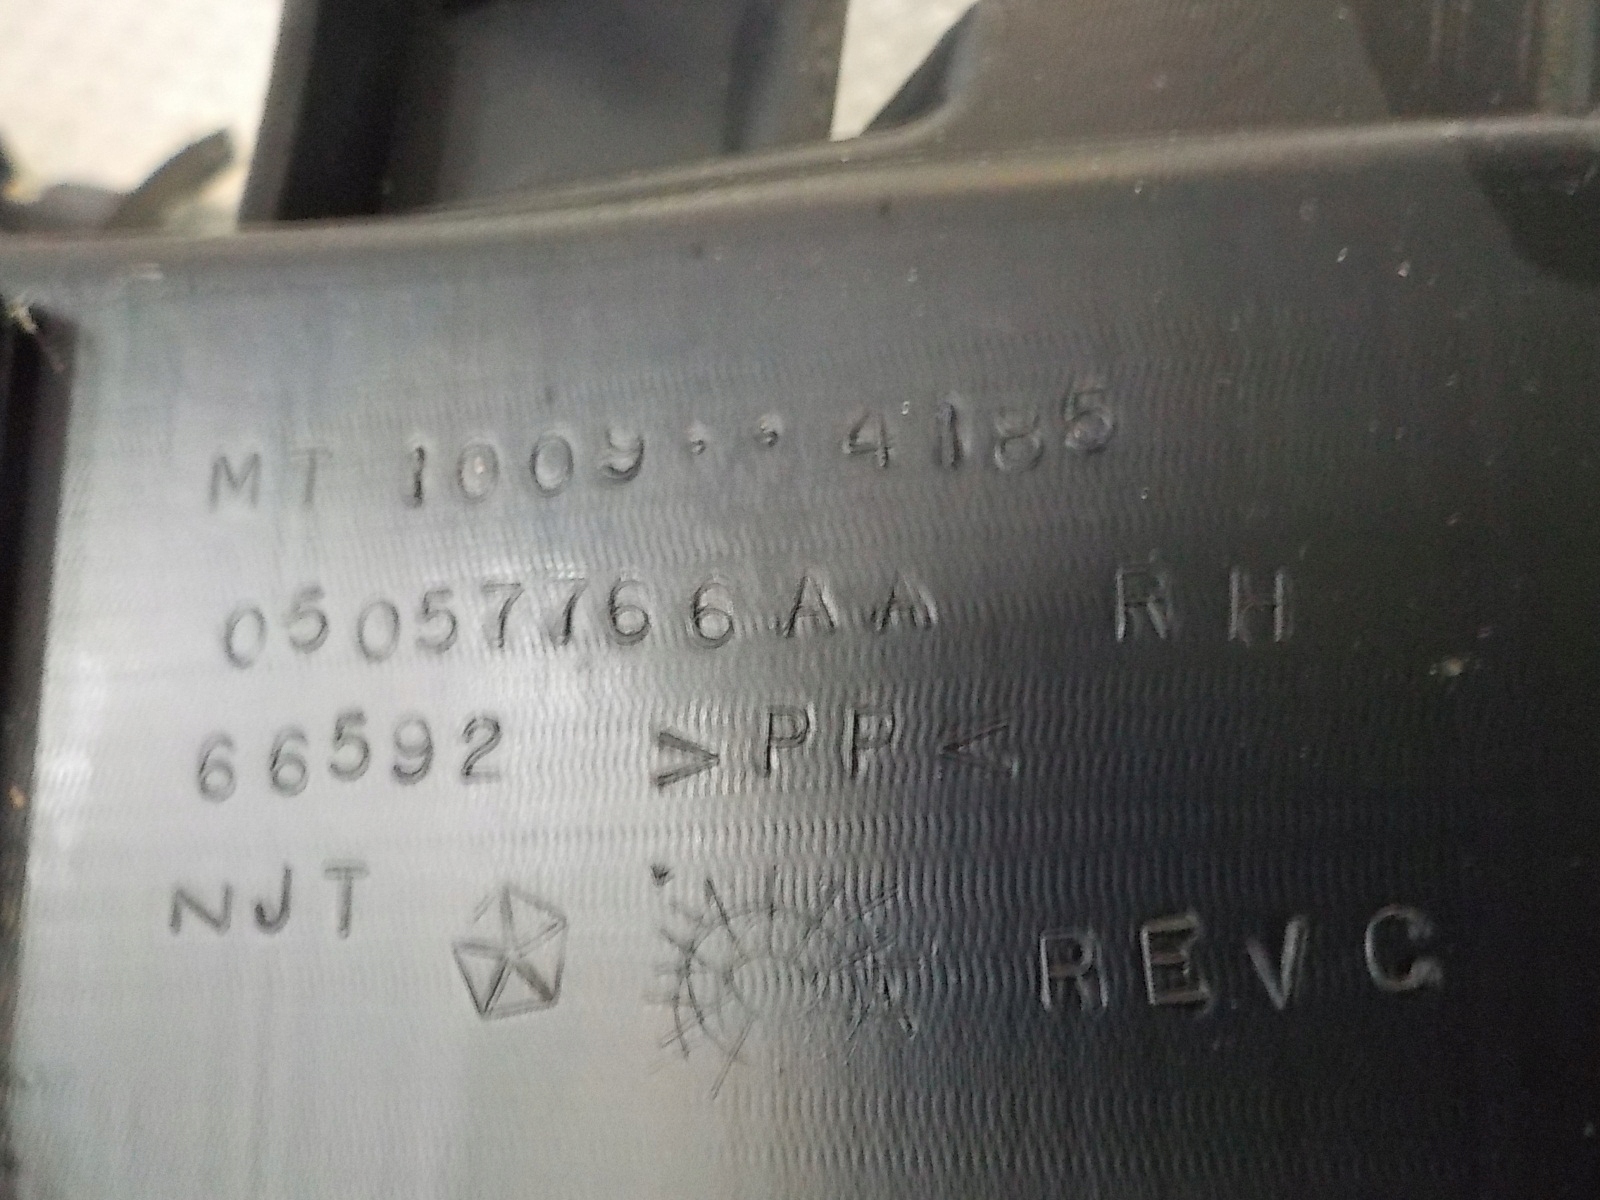 MT 1009 4185
05057766AA RH
66592 >PP<
NJT REV C